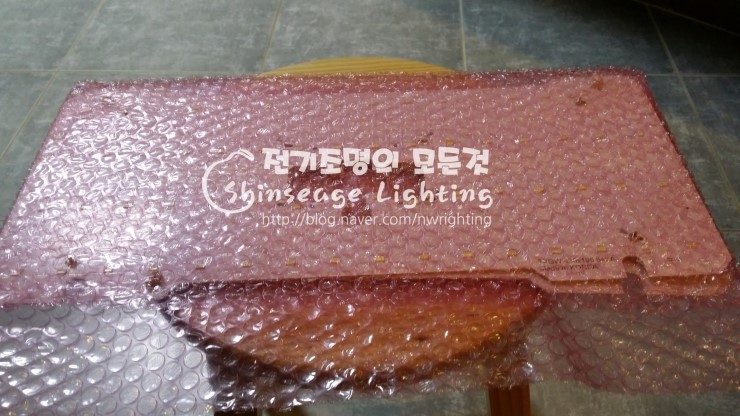 전기조명의 모든것
Shinseage Lighting
http://blog.naver.com/nwrighting